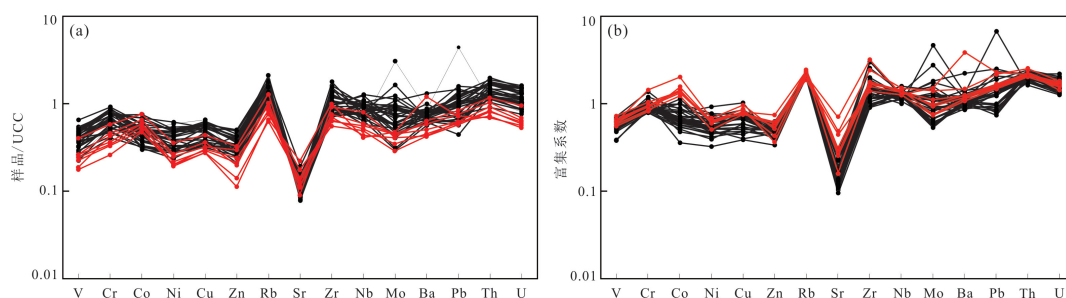 (a)
10
1
0.1
0.01
样品/UCC
V Cr Co Ni Cu Zn Rb Sr Zr Nb Mo Ba Pb Th U
(b)
10
1
0.1
0.01
富集系数
V Cr Co Ni Cu Zn Rb Sr Zr Nb Mo Ba Pb Th U